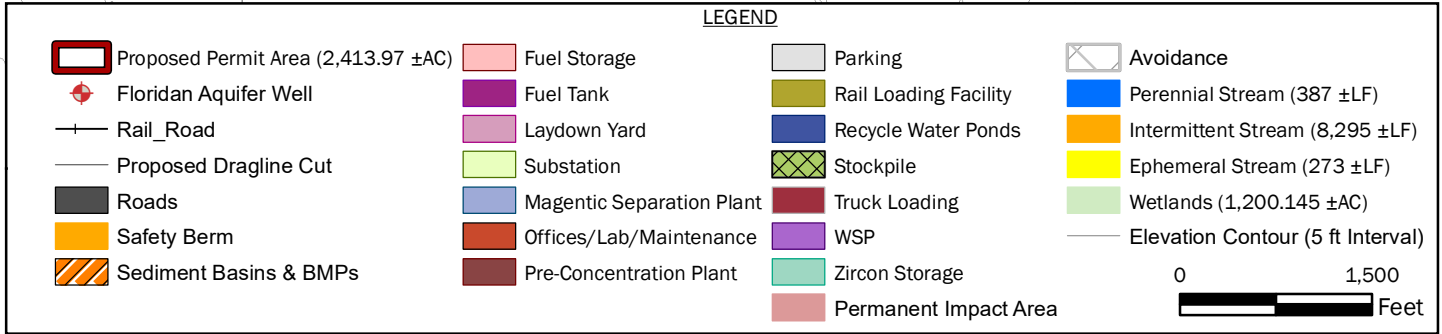 LEGEND
Proposed Permit Area (2,413.97 ±AC)
Floridan Aquifer Well
Rail_Road
Proposed Dragline Cut
Roads
Safety Berm
Sediment Basins & BMPs
Fuel Storage
Fuel Tank
Laydown Yard
Substation
Magentic Separation Plant
Offices/Lab/Maintenance
Pre-Concentration Plant
Parking
Rail Loading Facility
Recycle Water Ponds
Stockpile
Truck Loading
WSP
Zircon Storage
Permanent Impact Area
Avoidance
Perennial Stream (387 ±LF)
Intermittent Stream (8,295 ±LF)
Ephemeral Stream (273 ±LF)
Wetlands (1,200.145 ±AC)
Elevation Contour (5 ft Interval)
0 1,500
Feet